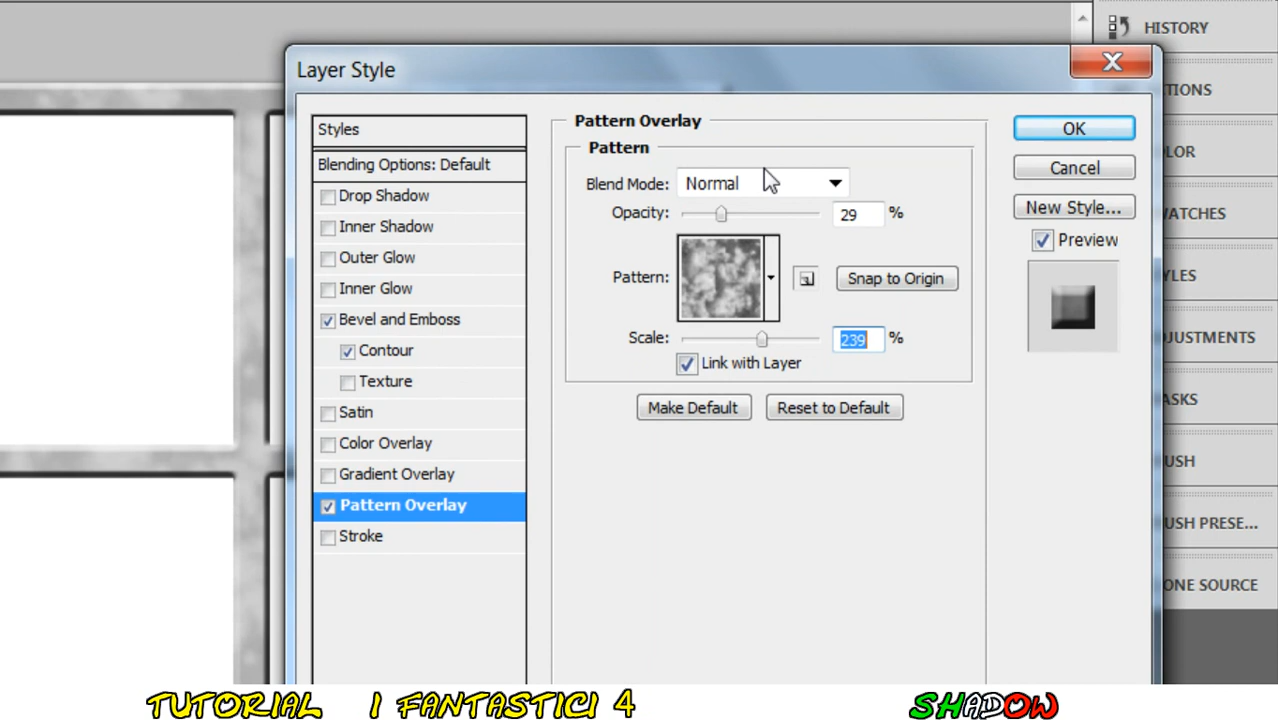 HISTORY
Layer Style
TIONS
Pattern Overlay
Styles
Pattern
OK
OLOR
Blending Options: Default
Blend Mode: Normal
Cancel
Drop Shadow
Opacity: 29 %
New Style...
WATCHES
Inner Shadow
Preview
Outer Glow
Pattern: Snap to Origin
YLES
Inner Glow
Bevel and Emboss
Scale: 239 %
JUSTMENTS
Contour
Link with Layer
Texture
Make Default Reset to Default
ASKS
Satin
Color Overlay
USH
Gradient Overlay
Pattern Overlay
USH PRESE...
Stroke
ONE SOURCE
TUTORIAL I FANTASTICI 4 SHADOW